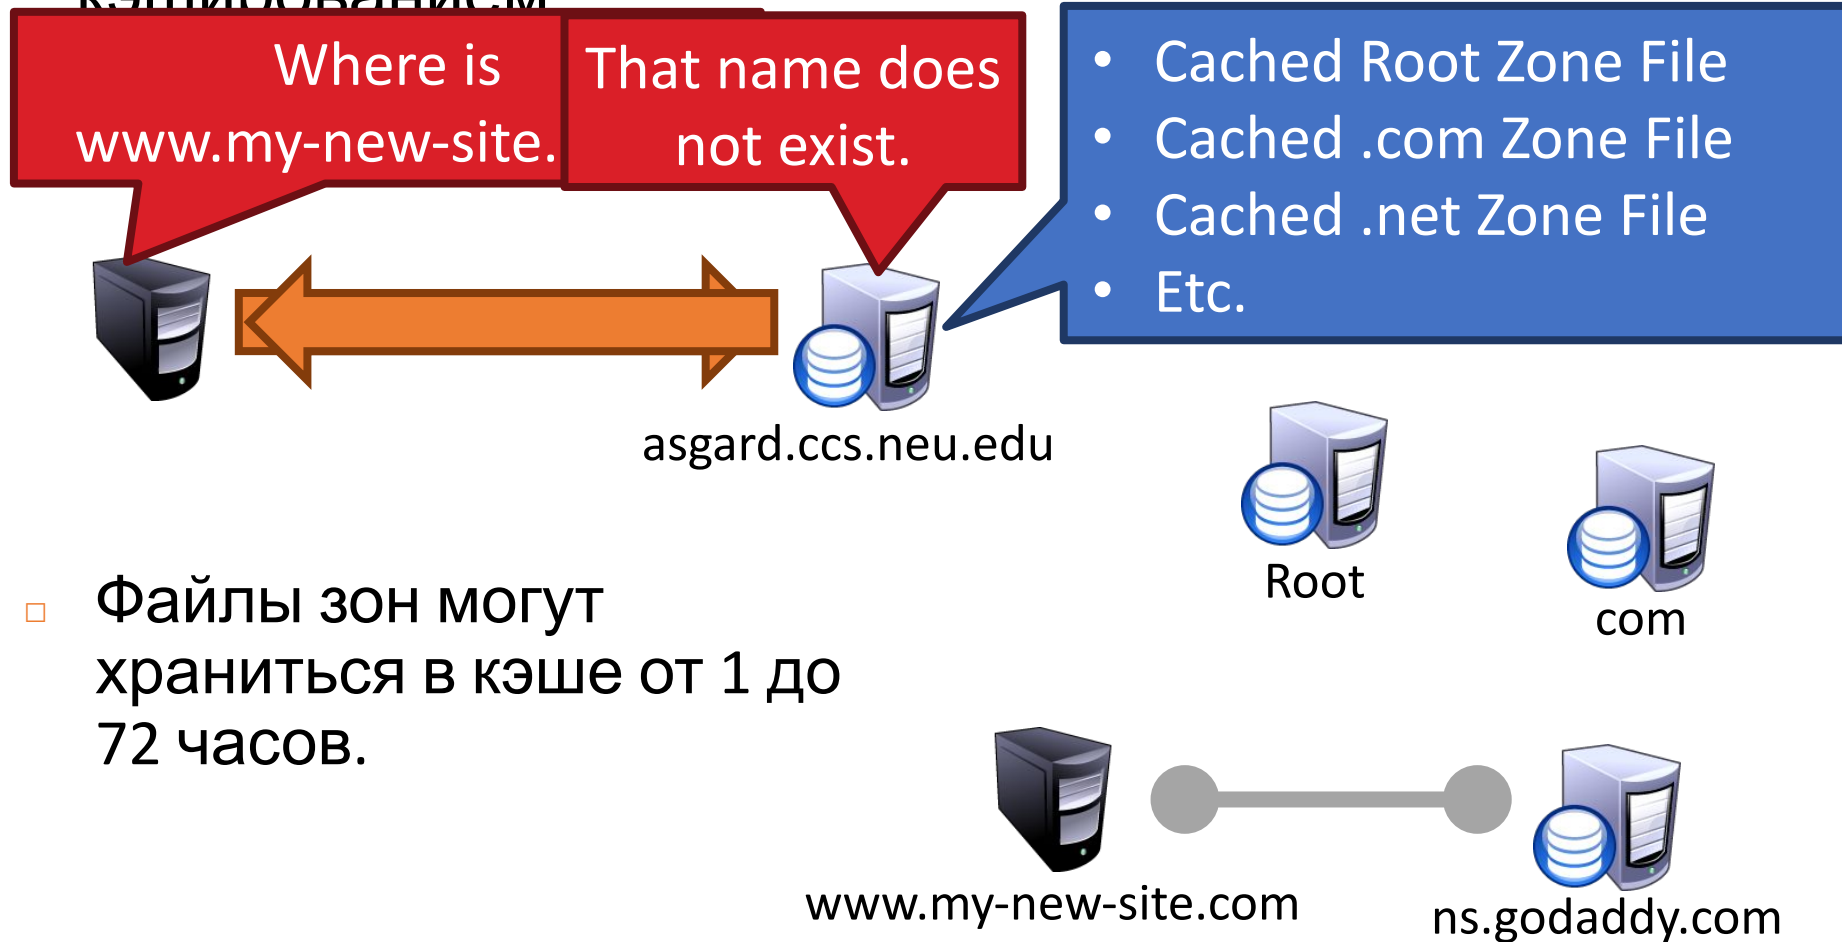 кэшированием
Where is
www.my-new-site.
That name does
not exist.
• Cached Root Zone File
• Cached .com Zone File
• Cached .net Zone File
• Etc.
asgard.ccs.neu.edu
Root
com
Файлы зон могут
храниться в кэше от 1 до
72 часов.
www.my-new-site.com
ns.godaddy.com